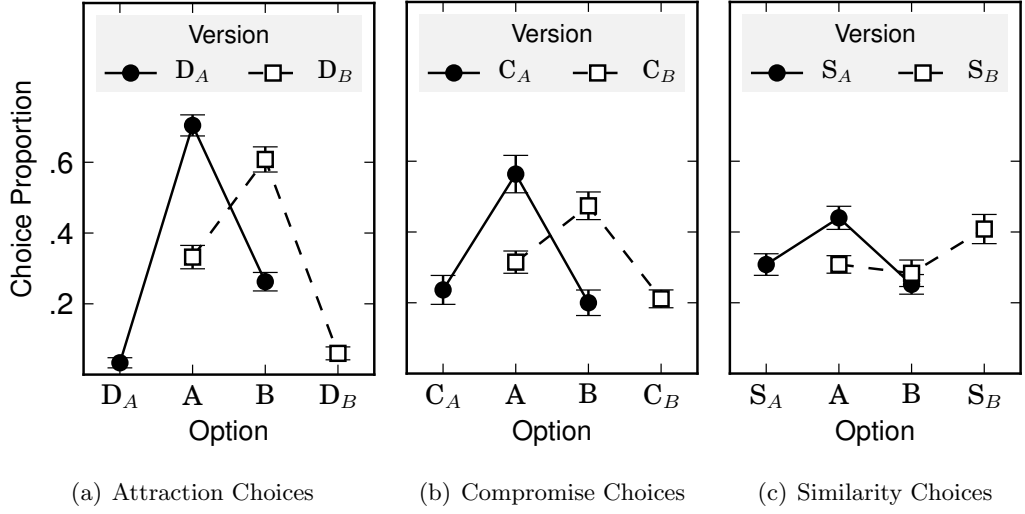 Version
D_A D_B
Version
C_A C_B
Version
S_A S_B
Choice Proportion
.6
.4
.2
D_A A B D_B
C_A A B C_B
S_A A B S_B
Option
Option
Option
(a) Attraction Choices
(b) Compromise Choices
(c) Similarity Choices